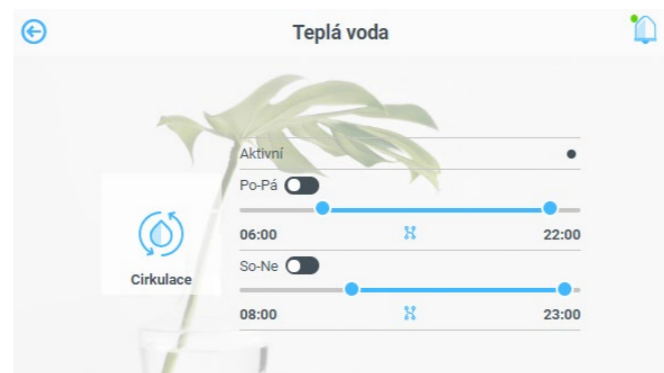 Teplá voda
Aktivní
Po-Pá
06:00 22:00
Cirkulace
So-Ne
08:00 23:00